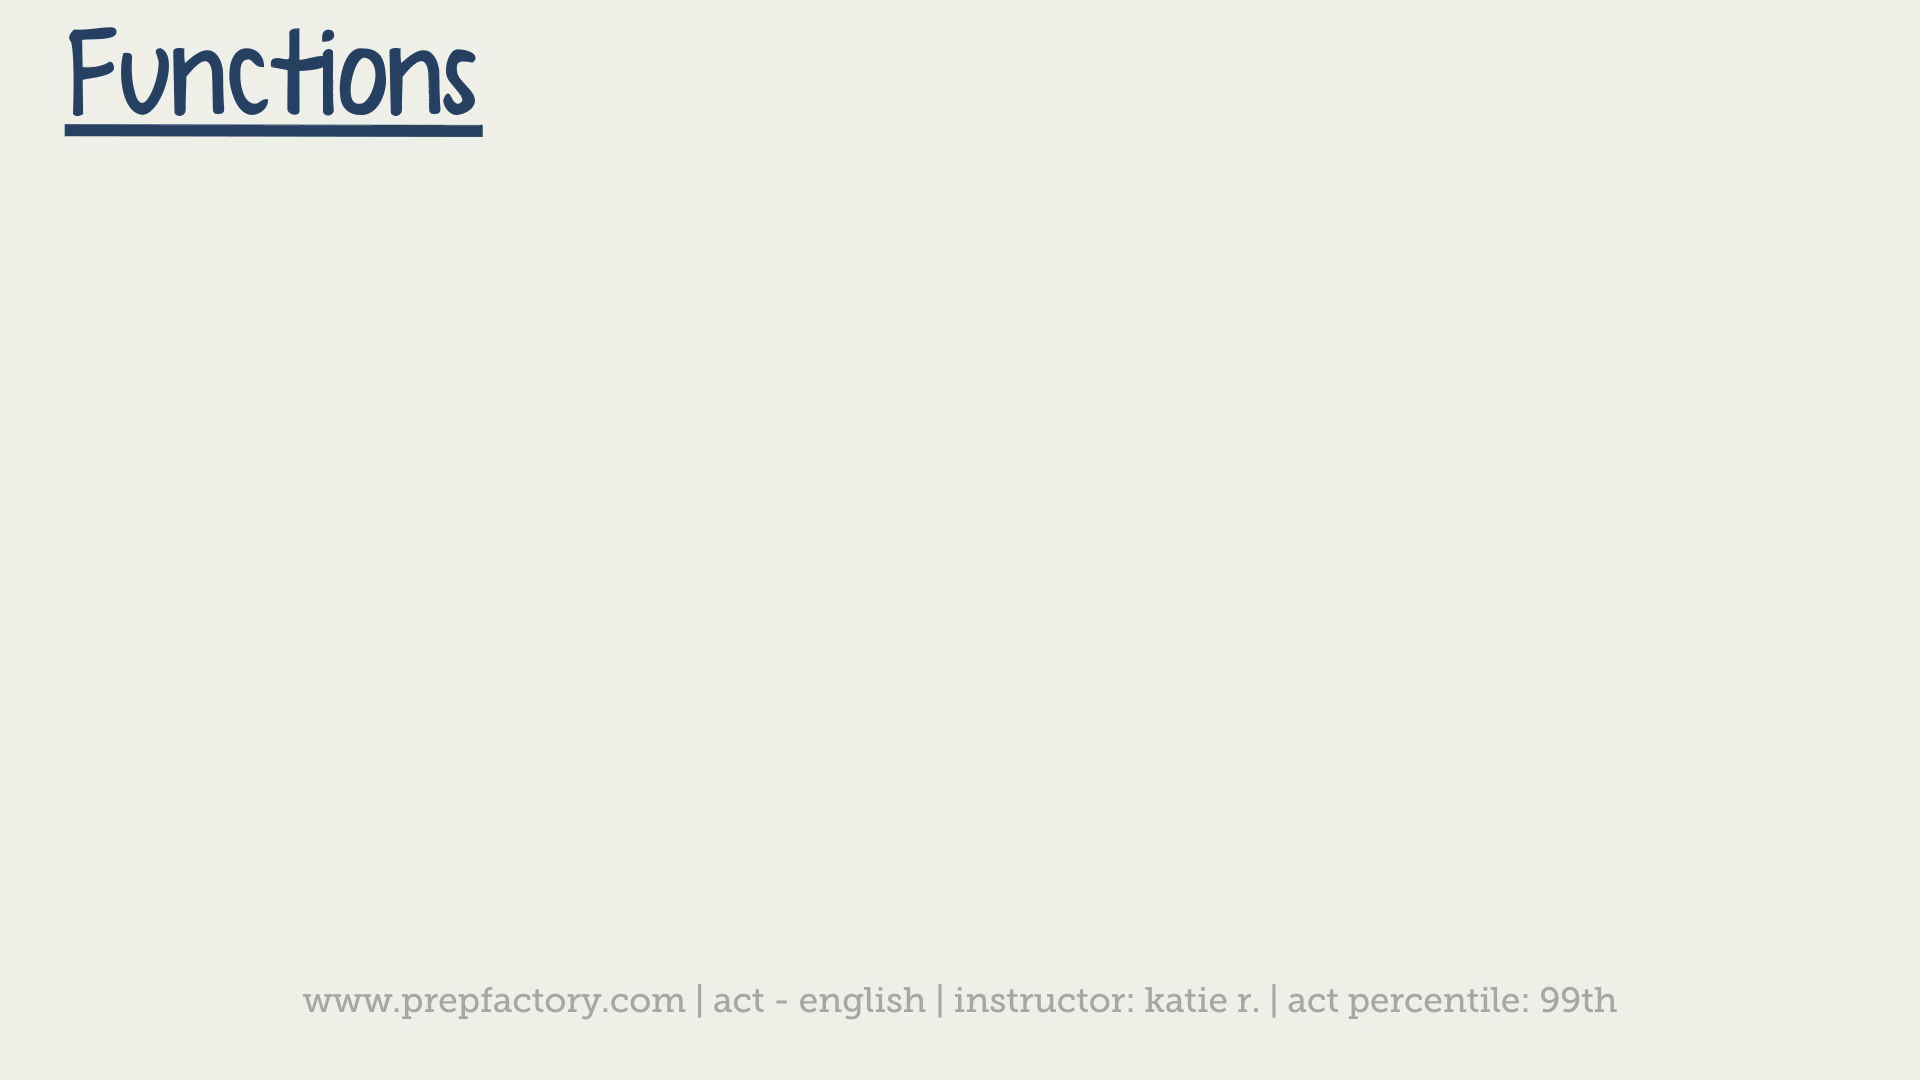 Functions
www.prepfactory.com | act - english | instructor: katie r. | act percentile: 99th